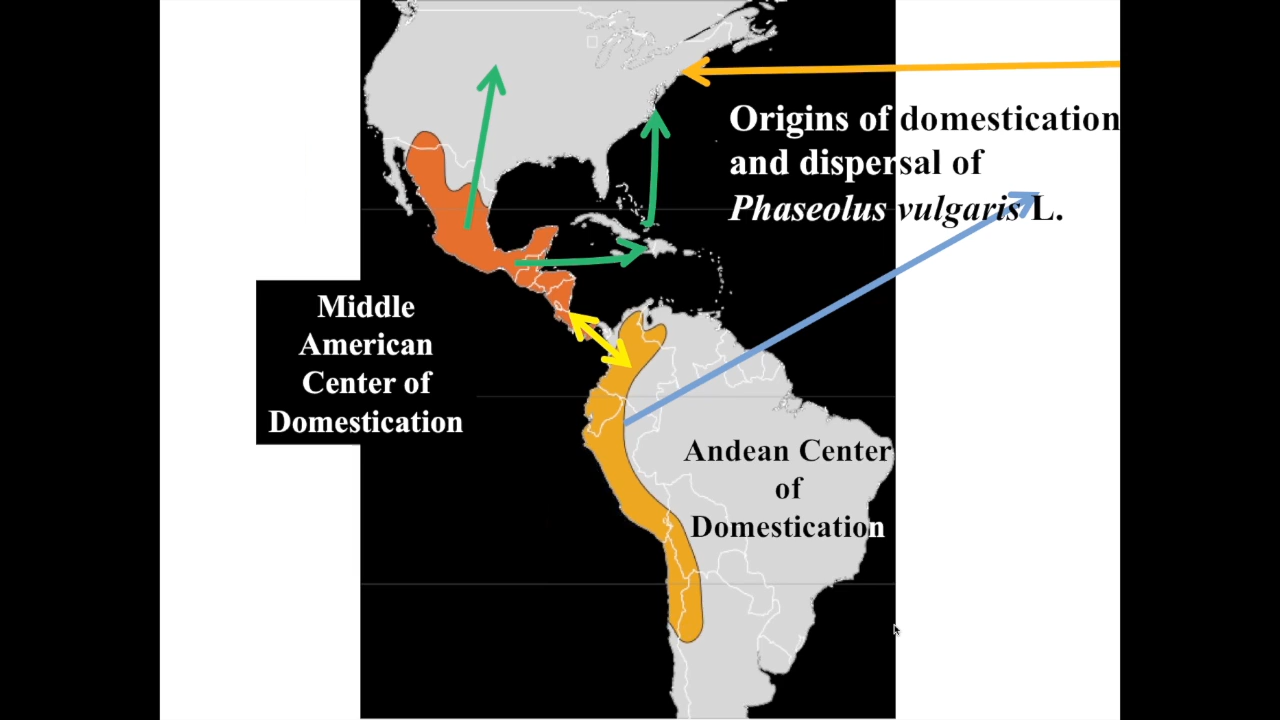 Origins of domestication
and dispersal of
Phaseolus vulgaris L.
Middle
American
Center of
Domestication
Andean Center
of
Domestication